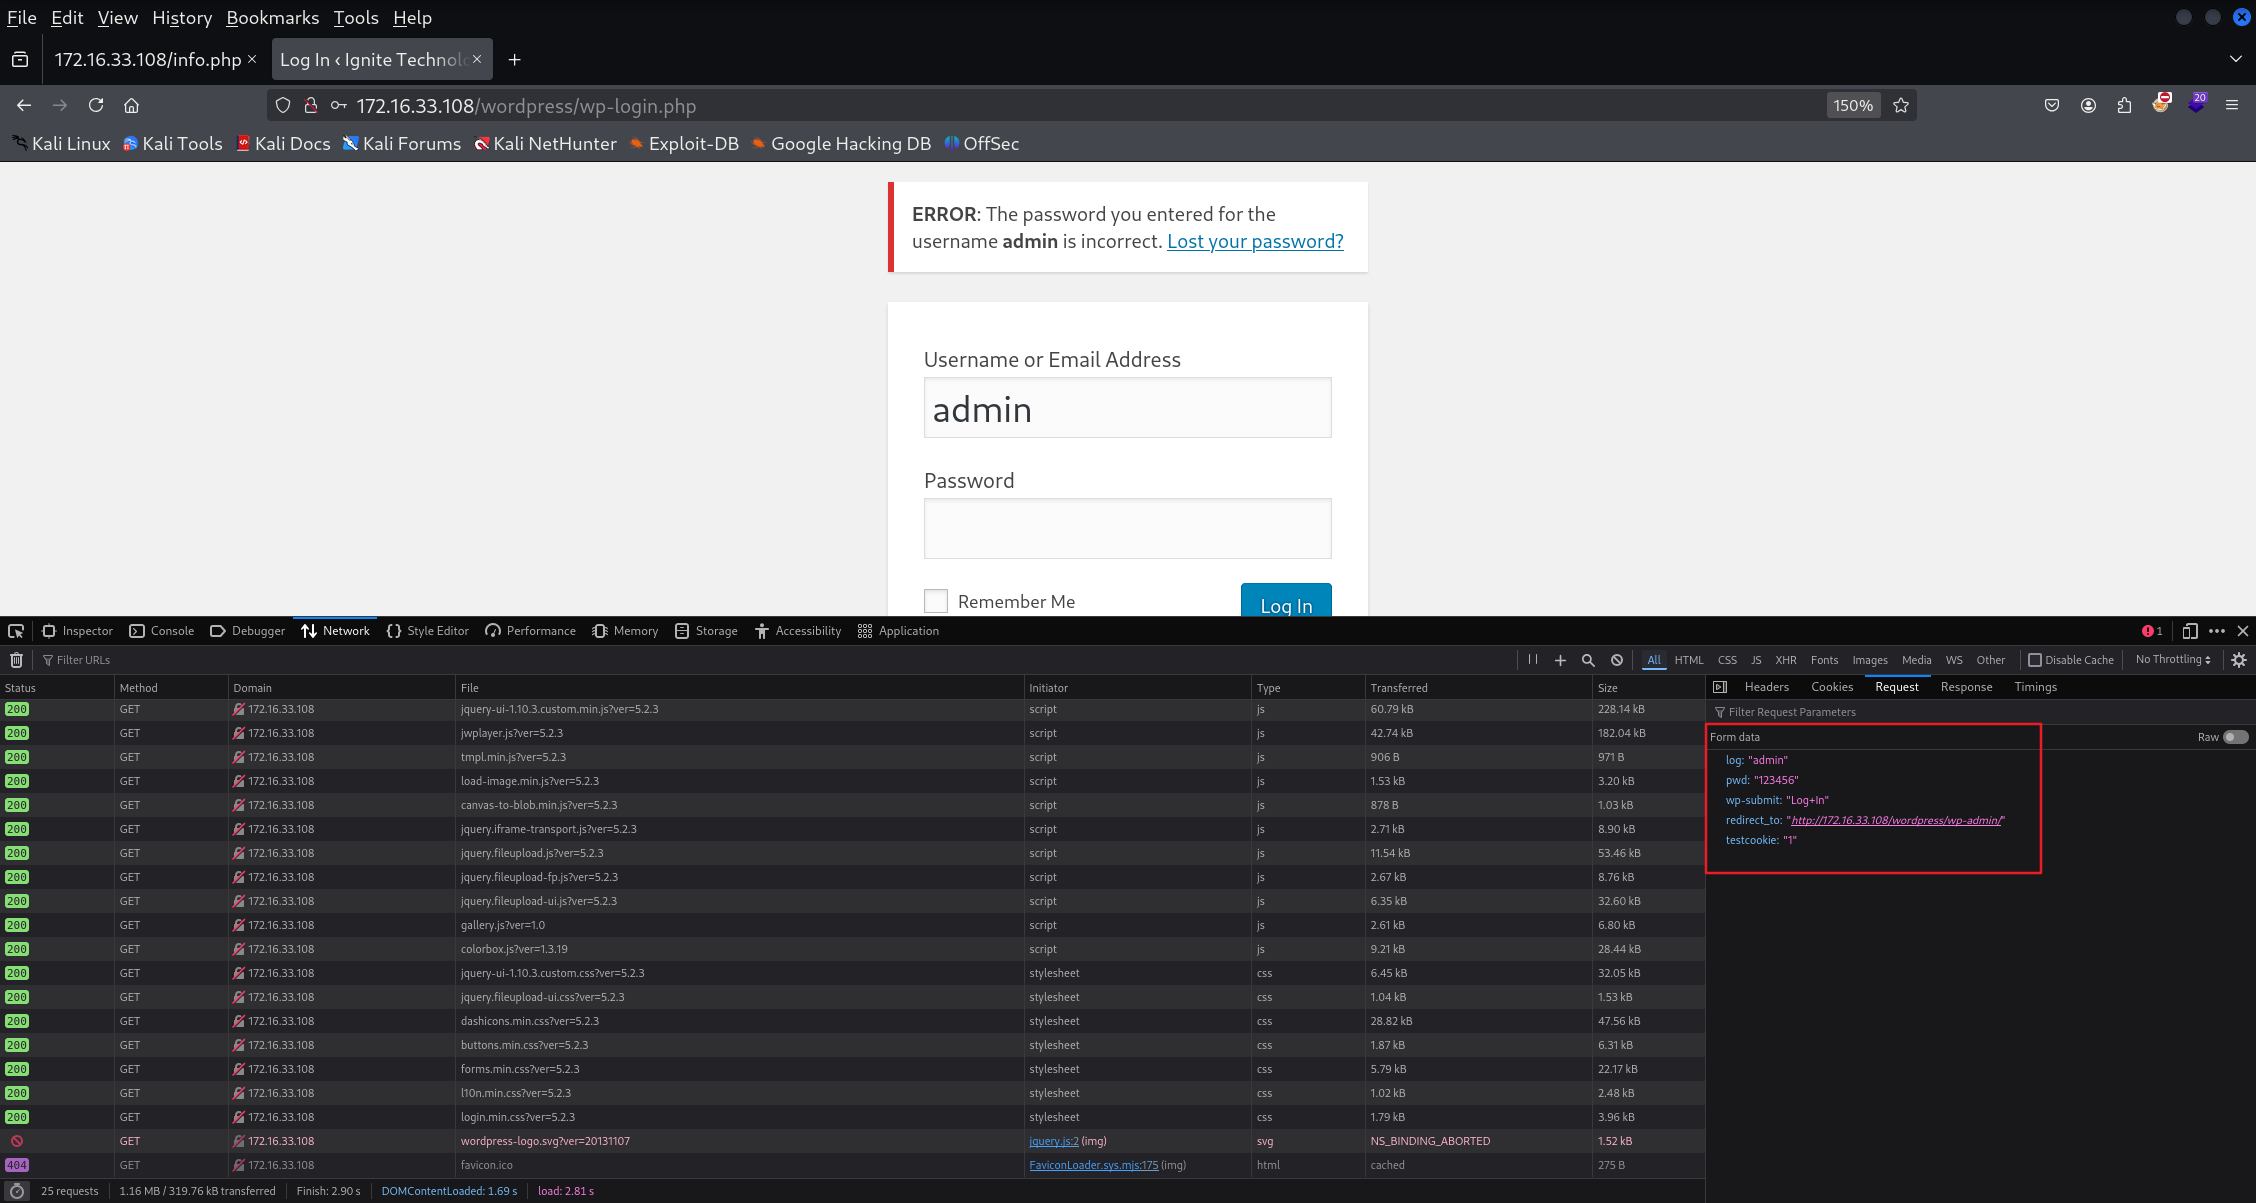 File Edit View History Bookmarks Tools Help
172.16.33.108/info.php × Log In ‹ Ignite Technolo × +
172.16.33.108/wordpress/wp-login.php 150% 20
Kali Linux Kali Tools Kali Docs Kali Forums Kali NetHunter Exploit-DB Google Hacking DB OffSec
ERROR: The password you entered for the
username admin is incorrect. Lost your password?
Username or Email Address
admin
Password
Remember Me Log In
Inspector Console Debugger Network Style Editor Performance Memory Storage Accessibility Application 1
Filter URLs All HTML CSS JS XHR Fonts Images Media WS Other Disable Cache No Throttling
Status Method Domain File Initiator Type Transferred Size Headers Cookies Request Response Timings
200 GET 172.16.33.108 jquery-ui-1.10.3.custom.min.js?ver=5.2.3 script js 60.79 kB 228.14 kB
200 GET 172.16.33.108 jwplayer.js?ver=5.2.3 script js 42.74 kB 182.04 kB
200 GET 172.16.33.108 tmpl.min.js?ver=5.2.3 script js 906 B 971 B
200 GET 172.16.33.108 load-image.min.js?ver=5.2.3 script js 1.53 kB 3.20 kB
200 GET 172.16.33.108 canvas-to-blob.min.js?ver=5.2.3 script js 878 B 1.03 kB
200 GET 172.16.33.108 jquery.iframe-transport.js?ver=5.2.3 script js 2.71 kB 8.90 kB
200 GET 172.16.33.108 jquery.fileupload.js?ver=5.2.3 script js 11.54 kB 53.46 kB
200 GET 172.16.33.108 jquery.fileupload-fp.js?ver=5.2.3 script js 2.67 kB 8.76 kB
200 GET 172.16.33.108 jquery.fileupload-ui.js?ver=5.2.3 script js 6.35 kB 32.60 kB
200 GET 172.16.33.108 gallery.js?ver=1.0 script js 2.61 kB 6.80 kB
200 GET 172.16.33.108 colorbox.js?ver=1.3.19 script js 9.21 kB 28.44 kB
200 GET 172.16.33.108 jquery-ui-1.10.3.custom.css?ver=5.2.3 stylesheet css 6.45 kB 32.05 kB
200 GET 172.16.33.108 jquery.fileupload-ui.css?ver=5.2.3 stylesheet css 1.04 kB 1.53 kB
200 GET 172.16.33.108 dashicons.min.css?ver=5.2.3 stylesheet css 28.82 kB 47.56 kB
200 GET 172.16.33.108 buttons.min.css?ver=5.2.3 stylesheet css 1.87 kB 6.31 kB
200 GET 172.16.33.108 forms.min.css?ver=5.2.3 stylesheet css 5.79 kB 22.17 kB
200 GET 172.16.33.108 l10n.min.css?ver=5.2.3 stylesheet css 1.02 kB 2.48 kB
200 GET 172.16.33.108 login.min.css?ver=5.2.3 stylesheet css 1.79 kB 3.96 kB
GET 172.16.33.108 wordpress-logo.svg?ver=20131107 jquery.js:2 (img) svg NS_BINDING_ABORTED 1.52 kB
404 GET 172.16.33.108 favicon.ico FaviconLoader.sys.mjs:175 (img) html cached 275 B
Filter Request Parameters
Form data Raw
log: "admin"
pwd: "123456"
wp-submit: "Log+In"
redirect_to: "http://172.16.33.108/wordpress/wp-admin/"
testcookie: "1"
25 requests 1.16 MB / 319.76 kB transferred Finish: 2.90 s DOMContentLoaded: 1.69 s load: 2.81 s